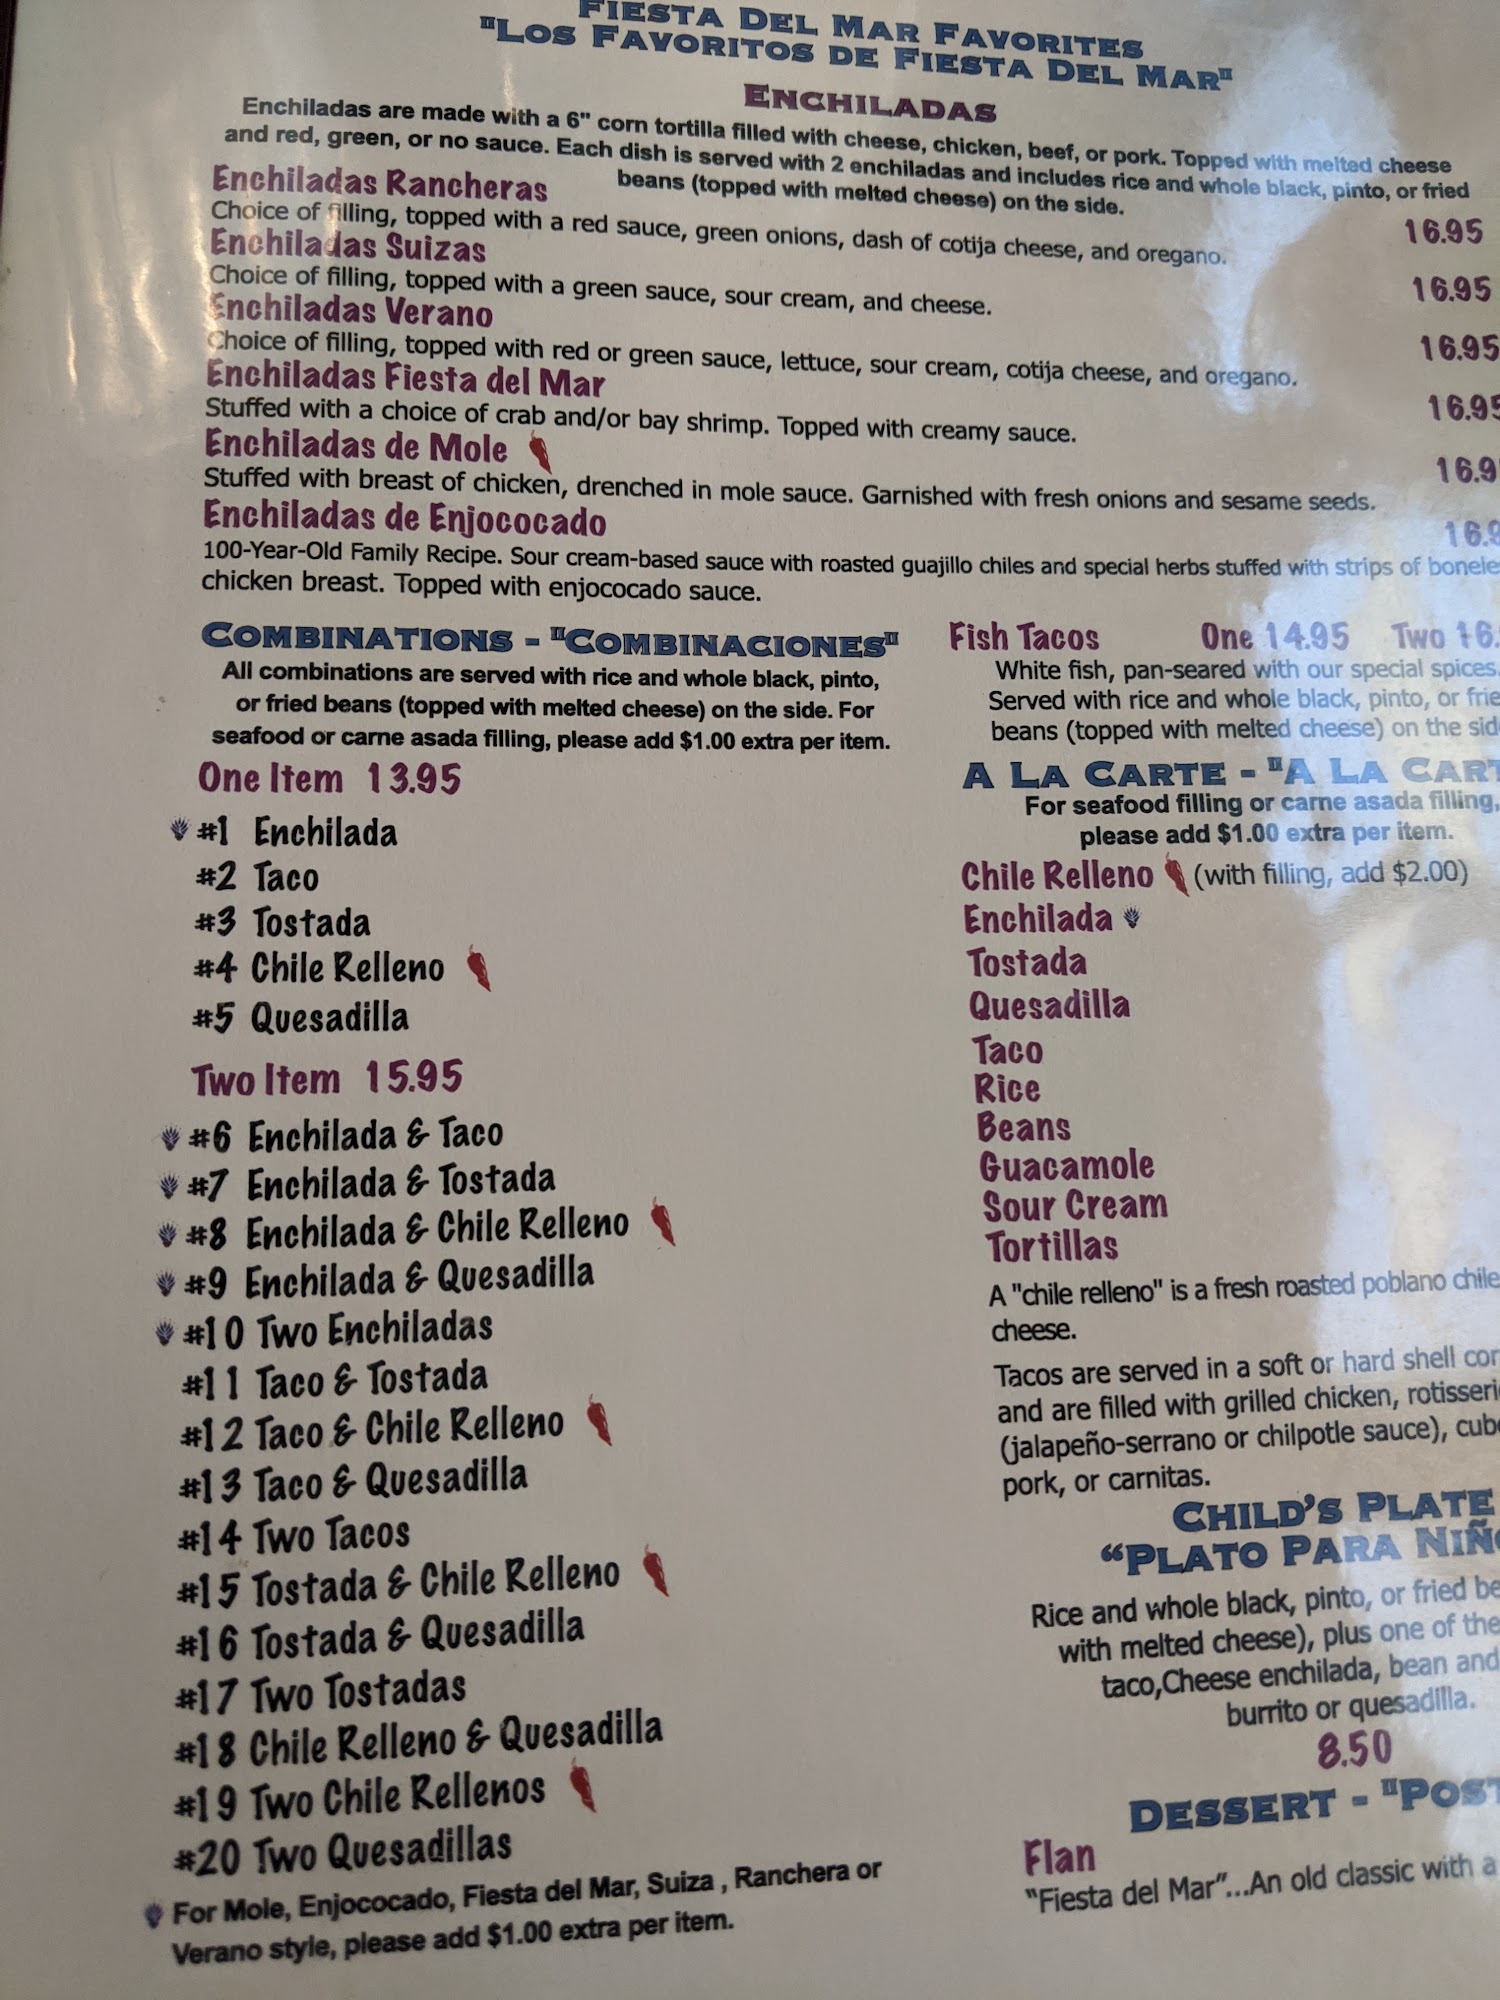 FIESTA DEL MAR FAVORITES
"LOS FAVORITOS DE FIESTA DEL MAR"
ENCHILADAS
Enchiladas are made with a 6" corn tortilla filled with cheese, chicken, beef, or pork. Topped with melted cheese
and red, green, or no sauce. Each dish is served with 2 enchiladas and includes rice and whole black, pinto, or fried
beans (topped with melted cheese) on the side.
Enchiladas Rancheras 16.95
Choice of filling, topped with a red sauce, green onions, dash of cotija cheese, and oregano.
Enchiladas Suizas 16.95
Choice of filling, topped with a green sauce, sour cream, and cheese.
Enchiladas Verano 16.95
Choice of filling, topped with red or green sauce, lettuce, sour cream, cotija cheese, and oregano.
Enchiladas Fiesta del Mar 16.95
Stuffed with a choice of crab and/or bay shrimp. Topped with creamy sauce.
Enchiladas de Mole 16.9
Stuffed with breast of chicken, drenched in mole sauce. Garnished with fresh onions and sesame seeds.
Enchiladas de Enjococado 16.9
100-Year-Old Family Recipe. Sour cream-based sauce with roasted guajillo chiles and special herbs stuffed with strips of bonele
chicken breast. Topped with enjococado sauce.
COMBINATIONS - "COMBINACIONES"
All combinations are served with rice and whole black, pinto,
or fried beans (topped with melted cheese) on the side. For
seafood or carne asada filling, please add $1.00 extra per item.
One Item 13.95
#1 Enchilada
#2 Taco
#3 Tostada
#4 Chile Relleno
#5 Quesadilla
Two Item 15.95
#6 Enchilada & Taco
#7 Enchilada & Tostada
#8 Enchilada & Chile Relleno
#9 Enchilada & Quesadilla
#10 Two Enchiladas
#11 Taco & Tostada
#12 Taco & Chile Relleno
#13 Taco & Quesadilla
#14 Two Tacos
#15 Tostada & Chile Relleno
#16 Tostada & Quesadilla
#17 Two Tostadas
#18 Chile Relleno & Quesadilla
#19 Two Chile Rellenos
#20 Two Quesadillas
For Mole, Enjococado, Fiesta del Mar, Suiza , Ranchera or
Verano style, please add $1.00 extra per item.
Fish Tacos One 14.95 Two 16.
White fish, pan-seared with our special spices.
Served with rice and whole black, pinto, or frie
beans (topped with melted cheese) on the sid
A LA CARTE - "A LA CART
For seafood filling or carne asada filling,
please add $1.00 extra per item.
Chile Relleno (with filling, add $2.00)
Enchilada
Tostada
Quesadilla
Taco
Rice
Beans
Guacamole
Sour Cream
Tortillas
A "chile relleno" is a fresh roasted poblano chile
cheese.
Tacos are served in a soft or hard shell cor
and are filled with grilled chicken, rotisseri
(jalapeño-serrano or chilpotle sauce), cub
pork, or carnitas.
CHILD'S PLATE
"PLATO PARA NIÑO
Rice and whole black, pinto, or fried be
with melted cheese), plus one of the
taco,Cheese enchilada, bean and
burrito or quesadilla.
8.50
DESSERT - "POST
Flan
"Fiesta del Mar"...An old classic with a